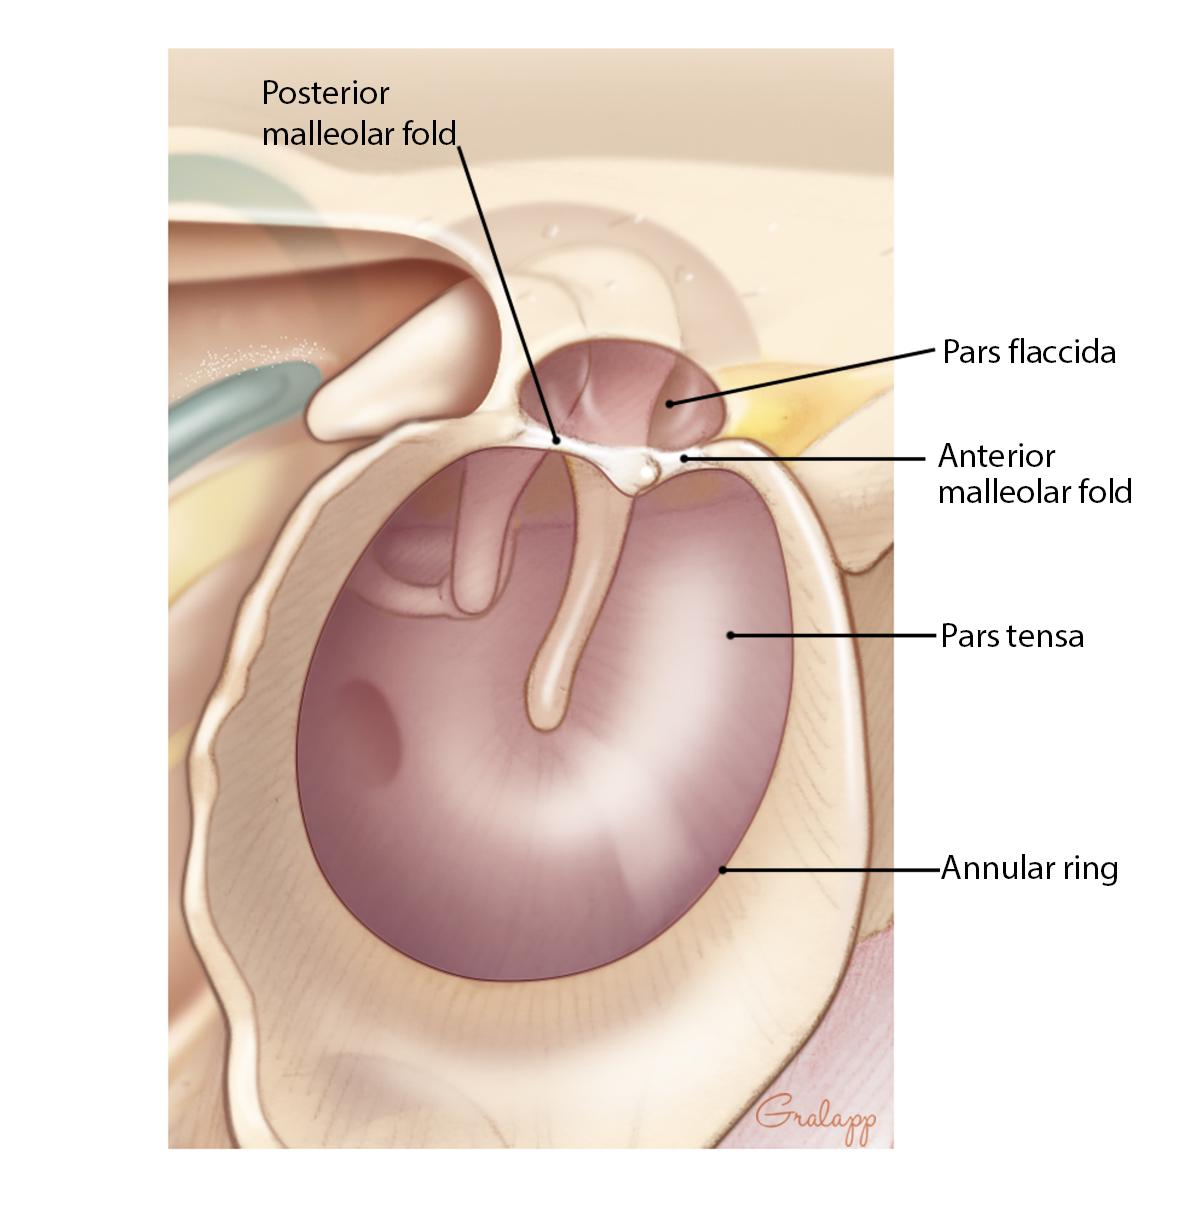 Posterior
malleolar fold
Pars flaccida
Anterior
malleolar fold
Pars tensa
Annular ring
Gralapp